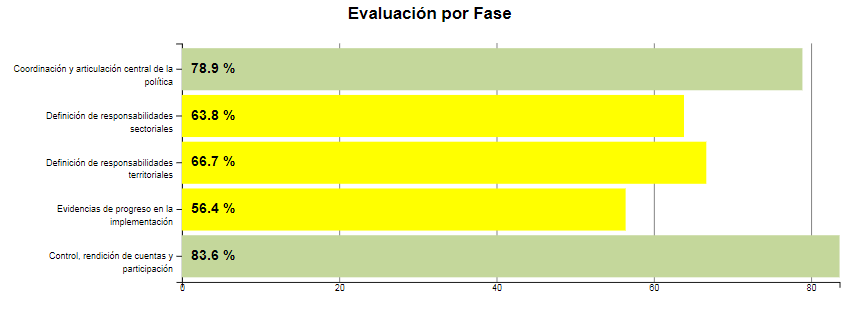 Evaluación por Fase
Coordinación y articulación central de la
política
78.9 %
Definición de responsabilidades
sectoriales
63.8 %
Definición de responsabilidades
territoriales
66.7 %
Evidencias de progreso en la
implementación
56.4 %
Control, rendición de cuentas y
participación
83.6 %
0 20 40 60 80